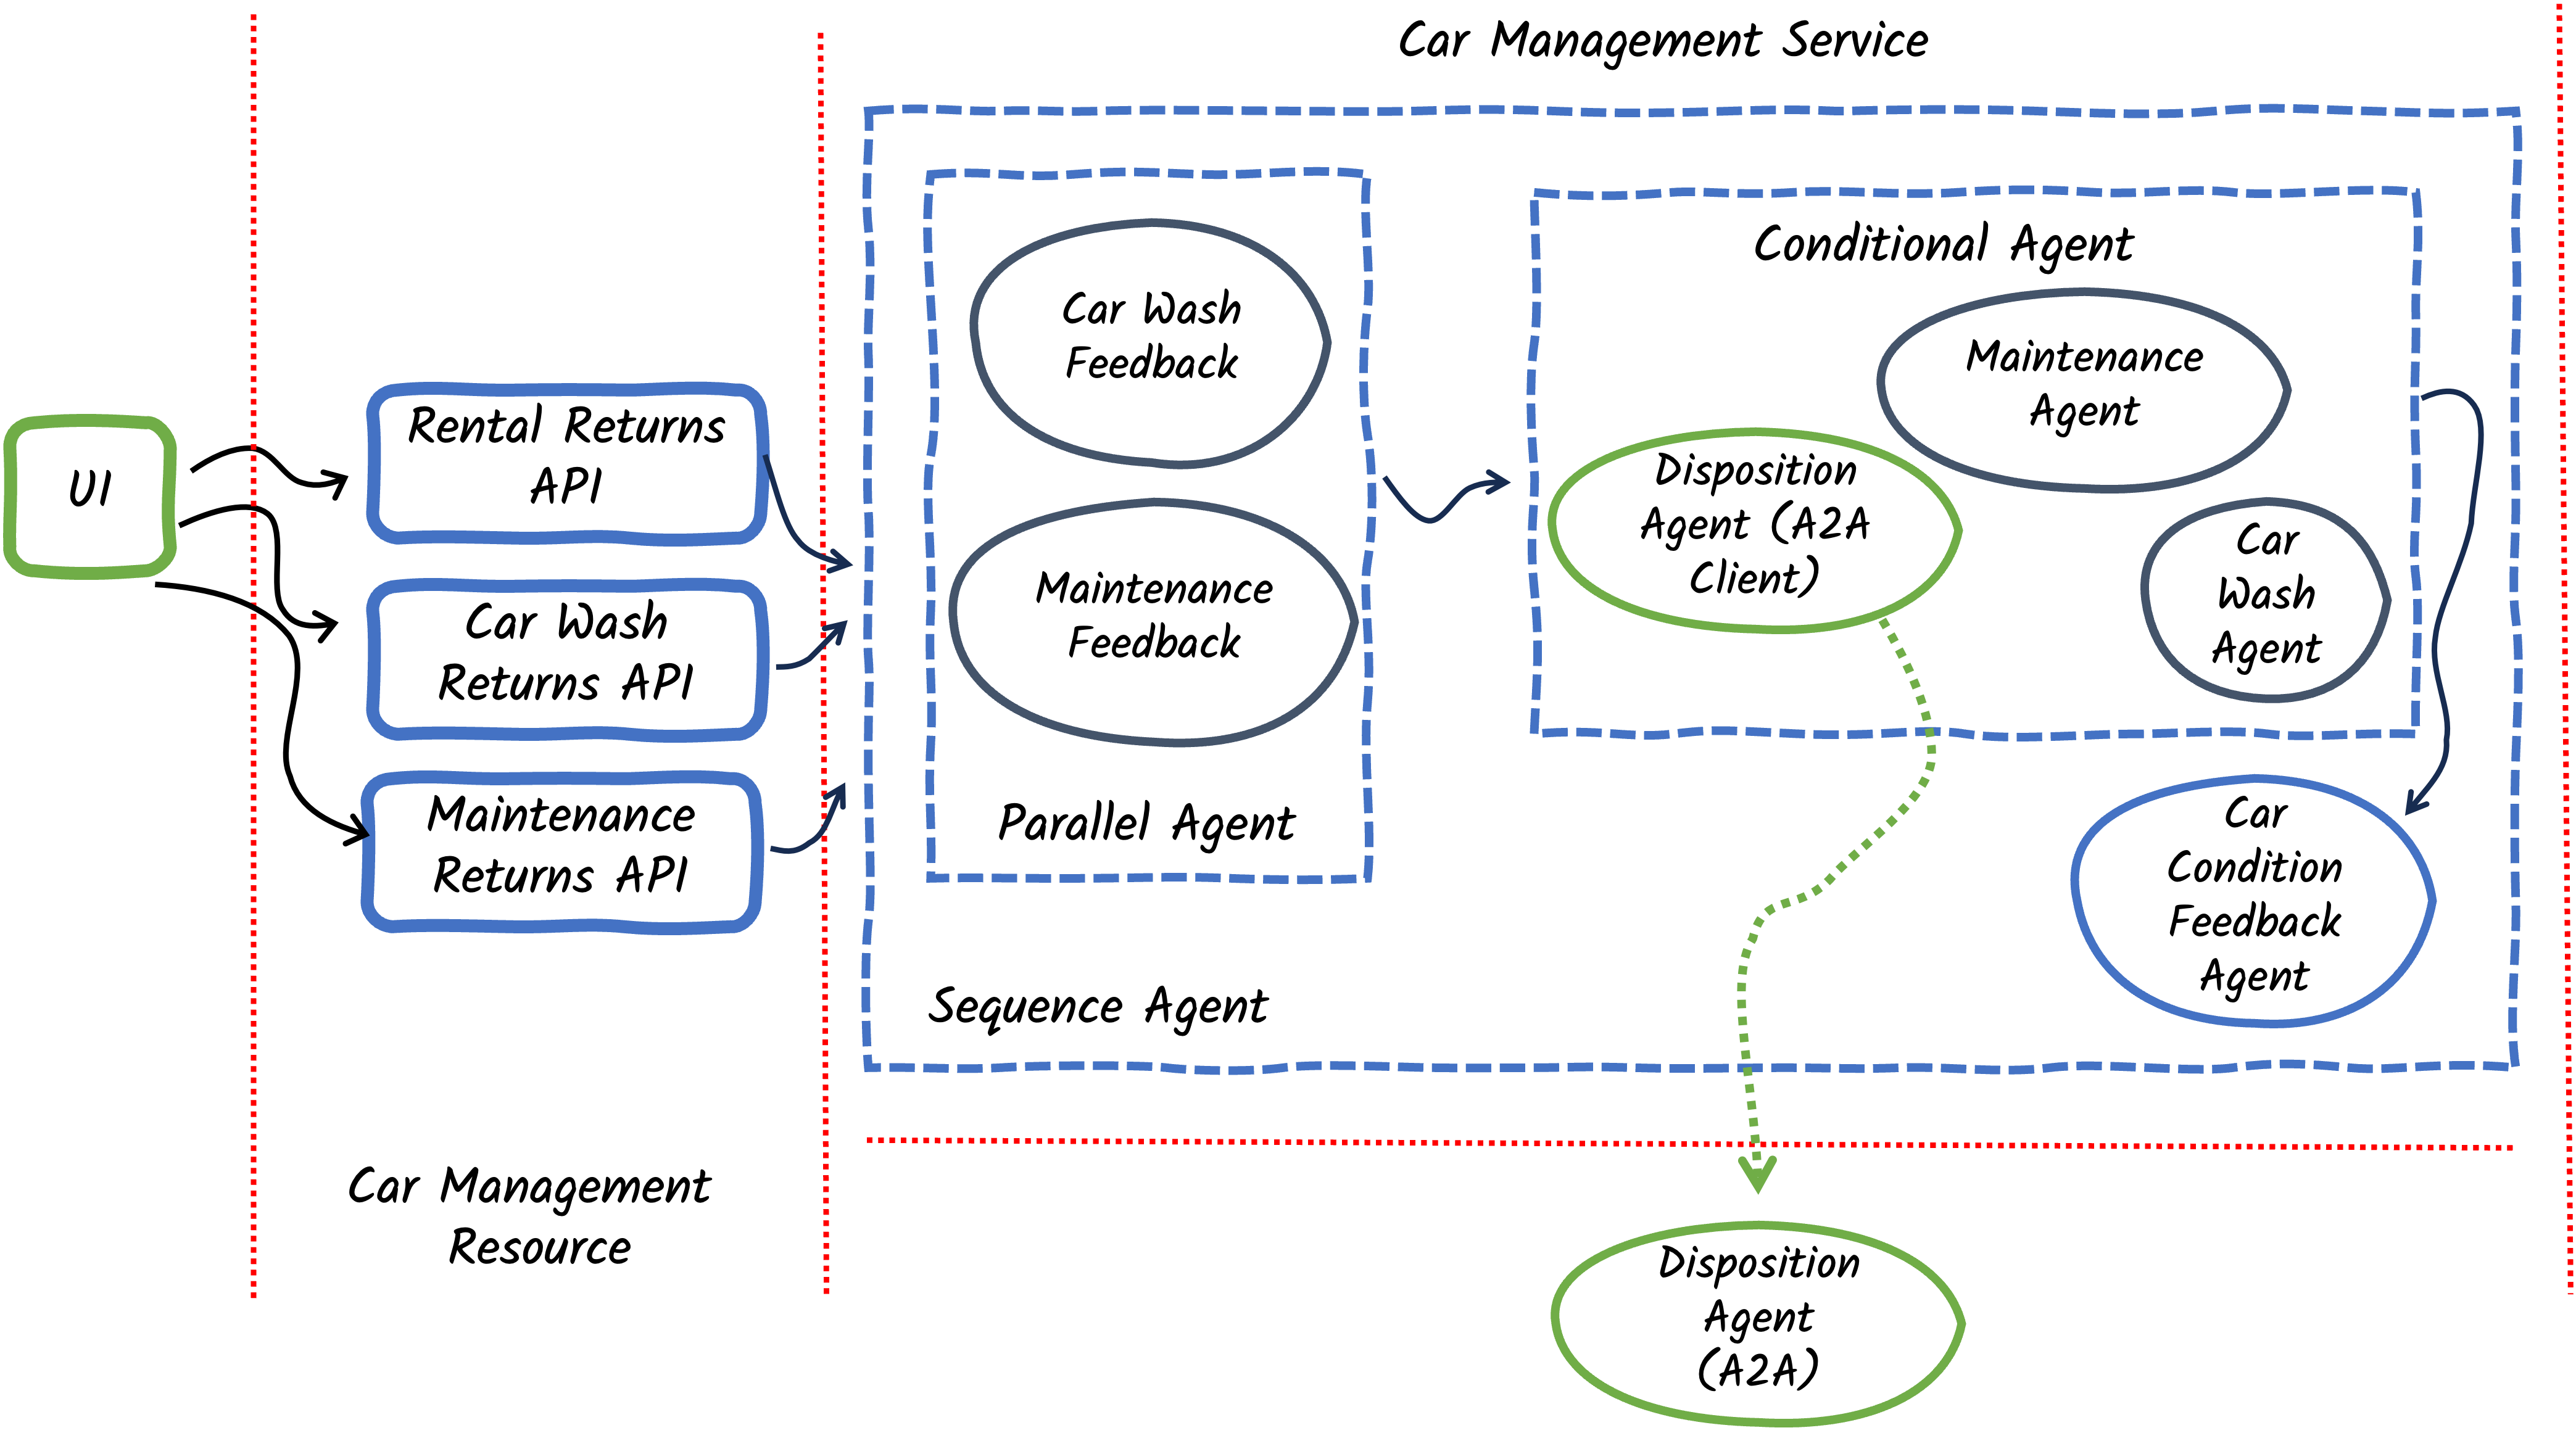 Car Management Service
UI
Rental Returns
API
Car Wash
Returns API
Maintenance
Returns API
Car Management
Resource
Car Wash
Feedback
Maintenance
Feedback
Parallel Agent
Sequence Agent
Conditional Agent
Maintenance
Agent
Disposition
Agent (A2A
Client)
Car
Wash
Agent
Car
Condition
Feedback
Agent
Disposition
Agent
(A2A)